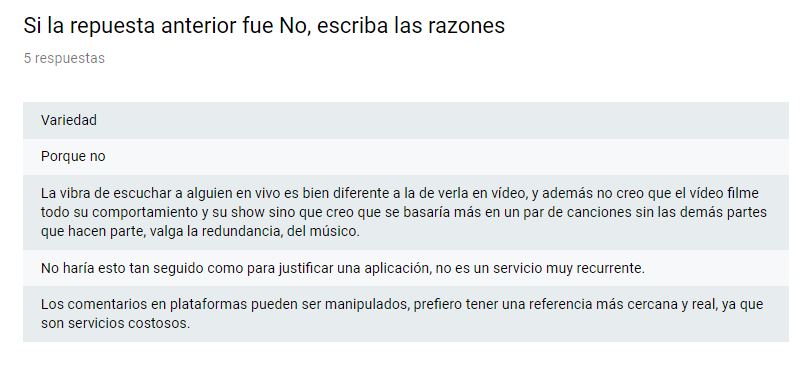 Si la repuesta anterior fue No, escriba las razones
5 respuestas
Variedad
Porque no
La vibra de escuchar a alguien en vivo es bien diferente a la de verla en vídeo, y además no creo que el vídeo filme
todo su comportamiento y su show sino que creo que se basaría más en un par de canciones sin las demás partes
que hacen parte, valga la redundancia, del músico.
No haría esto tan seguido como para justificar una aplicación, no es un servicio muy recurrente.
Los comentarios en plataformas pueden ser manipulados, prefiero tener una referencia más cercana y real, ya que
son servicios costosos.